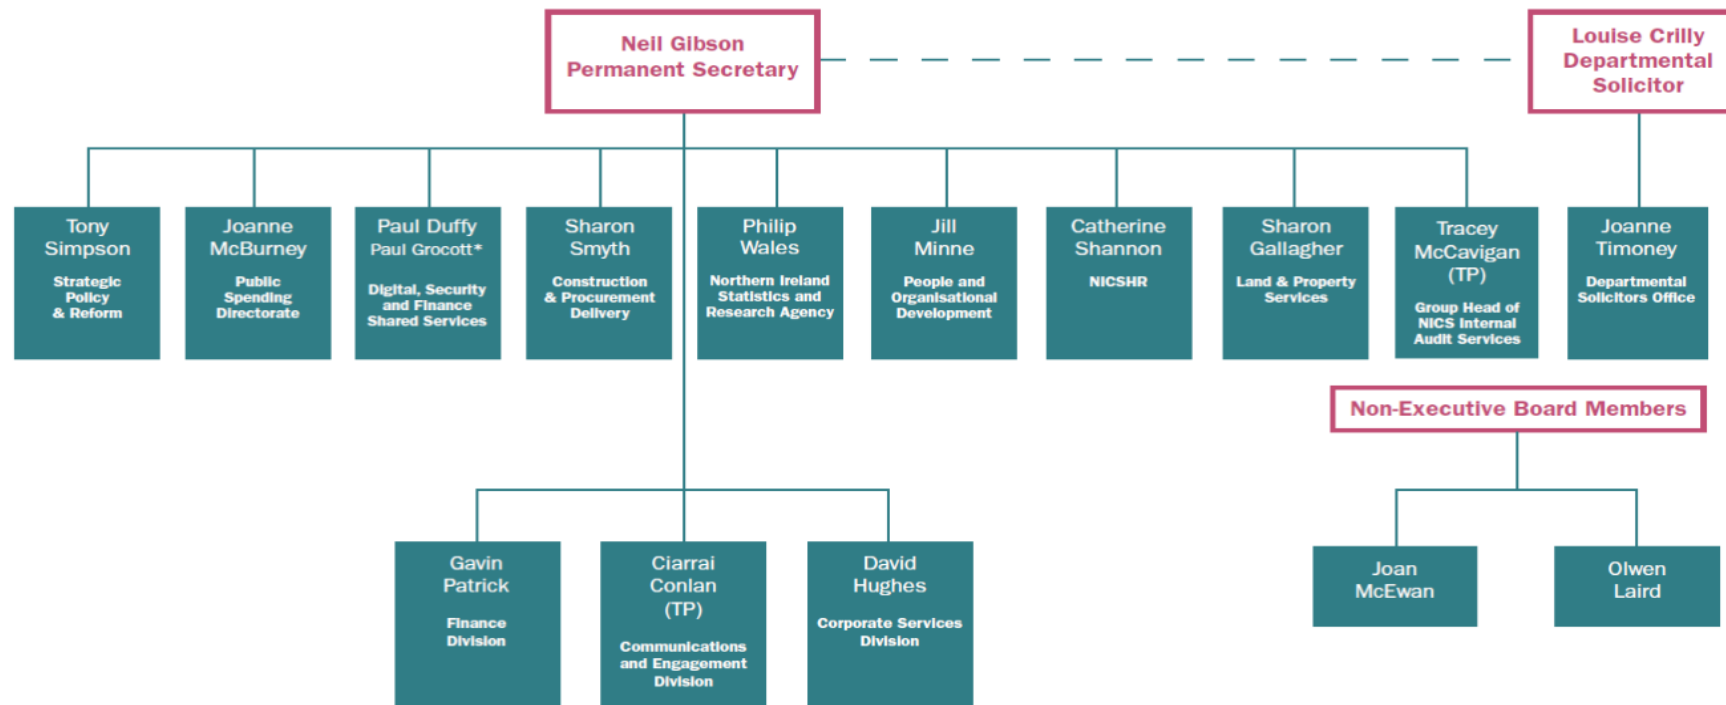 Neil Gibson
Permanent Secretary
Louise Crilly
Departmental
Solicitor
Tony
Simpson
Strategic
Policy
& Reform
Joanne
McBurney
Public
Spending
Directorate
Paul Duffy
Paul Grocott*
Digital, Security
and Finance
Shared Services
Sharon
Smyth
Construction
& Procurement
Delivery
Philip
Wales
Northern Ireland
Statistics and
Research Agency
Jill
Minne
People and
Organisational
Development
Catherine
Shannon
NICSHR
Sharon
Gallagher
Land & Property
Services
Tracey
McCavigan
(TP)
Group Head of
NICS Internal
Audit Services
Joanne
Timoney
Departmental
Solicitors Office
Non-Executive Board Members
Gavin
Patrick
Finance
Division
Ciarrai
Conlan
(TP)
Communications
and Engagement
Division
David
Hughes
Corporate Services
Division
Joan
McEwan
Olwen
Laird